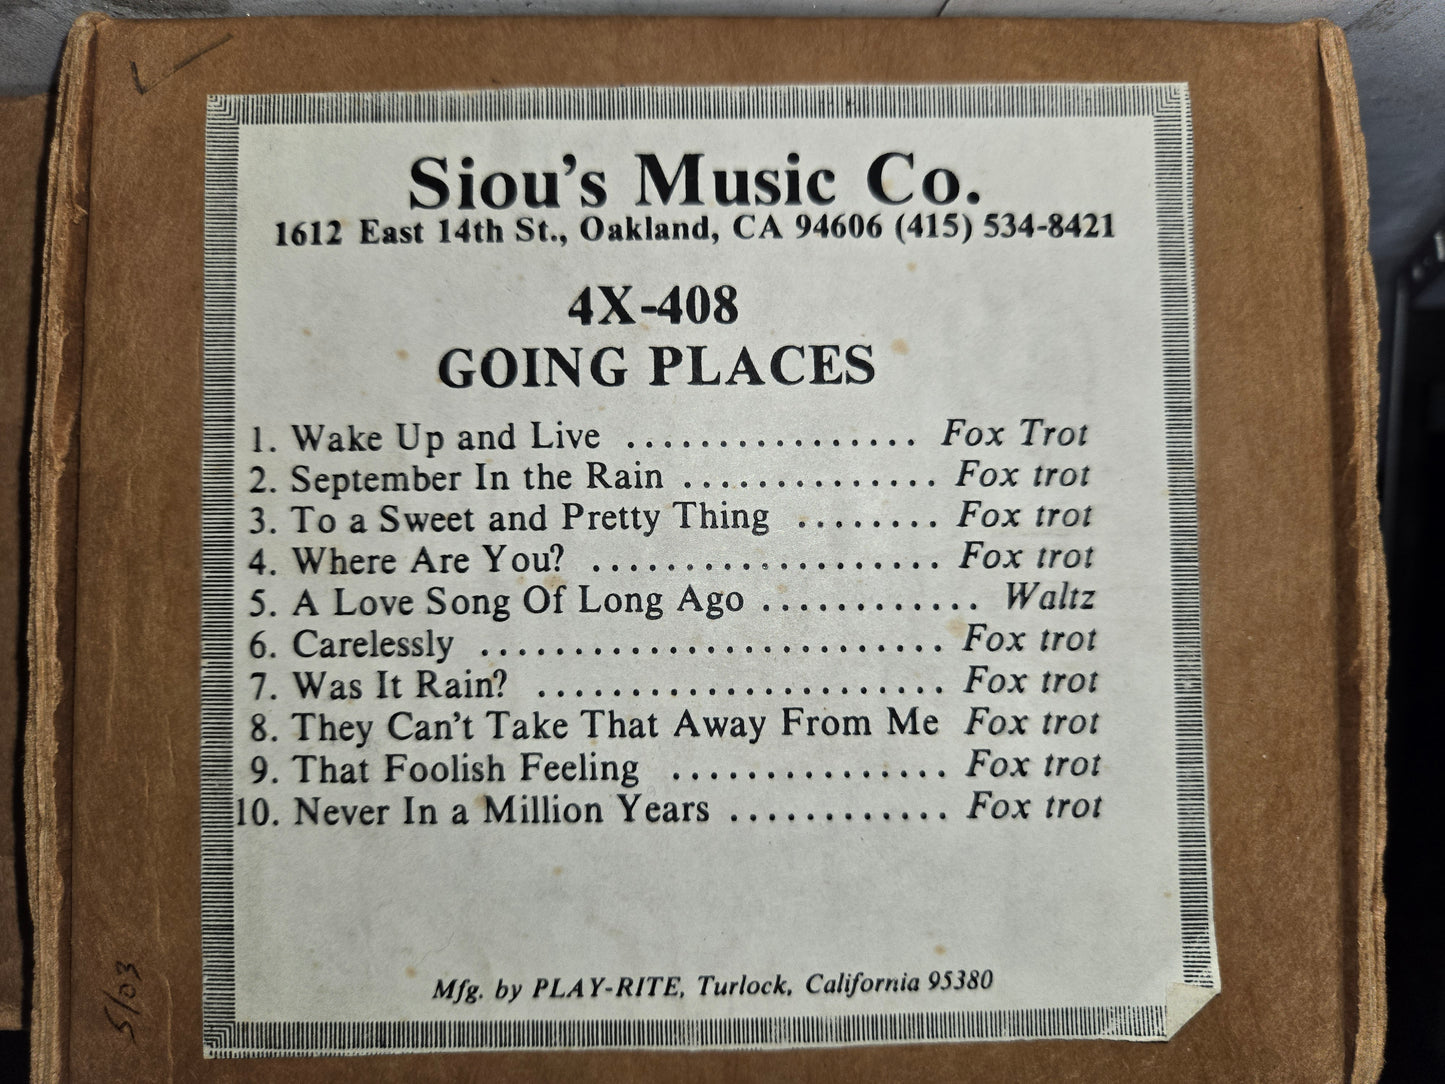 Siou's Music Co.
1612 East 14th St., Oakland, CA 94606 (415) 534-8421
4X-408
GOING PLACES
1. Wake Up and Live ................ Fox Trot
2. September In the Rain .............. Fox trot
3. To a Sweet and Pretty Thing ........ Fox trot
4. Where Are You? ................... Fox trot
5. A Love Song Of Long Ago ............ Waltz
6. Carelessly ......................... Fox trot
7. Was It Rain? ...................... Fox trot
8. They Can't Take That Away From Me Fox trot
9. That Foolish Feeling ............... Fox trot
10. Never In a Million Years ............ Fox trot
Mfg. by PLAY-RITE, Turlock, California 95380
5/03